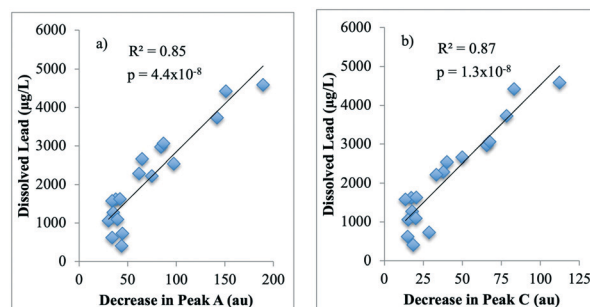 a)
R² = 0.85
p = 4.4x10⁻⁸
Dissolved Lead (µg/L)
6000
5000
4000
3000
2000
1000
0
0 50 100 150 200
Decrease in Peak A (au)
b)
R² = 0.87
p = 1.3x10⁻⁸
Dissolved Lead (µg/L)
6000
5000
4000
3000
2000
1000
0
0 25 50 75 100 125
Decrease in Peak C (au)